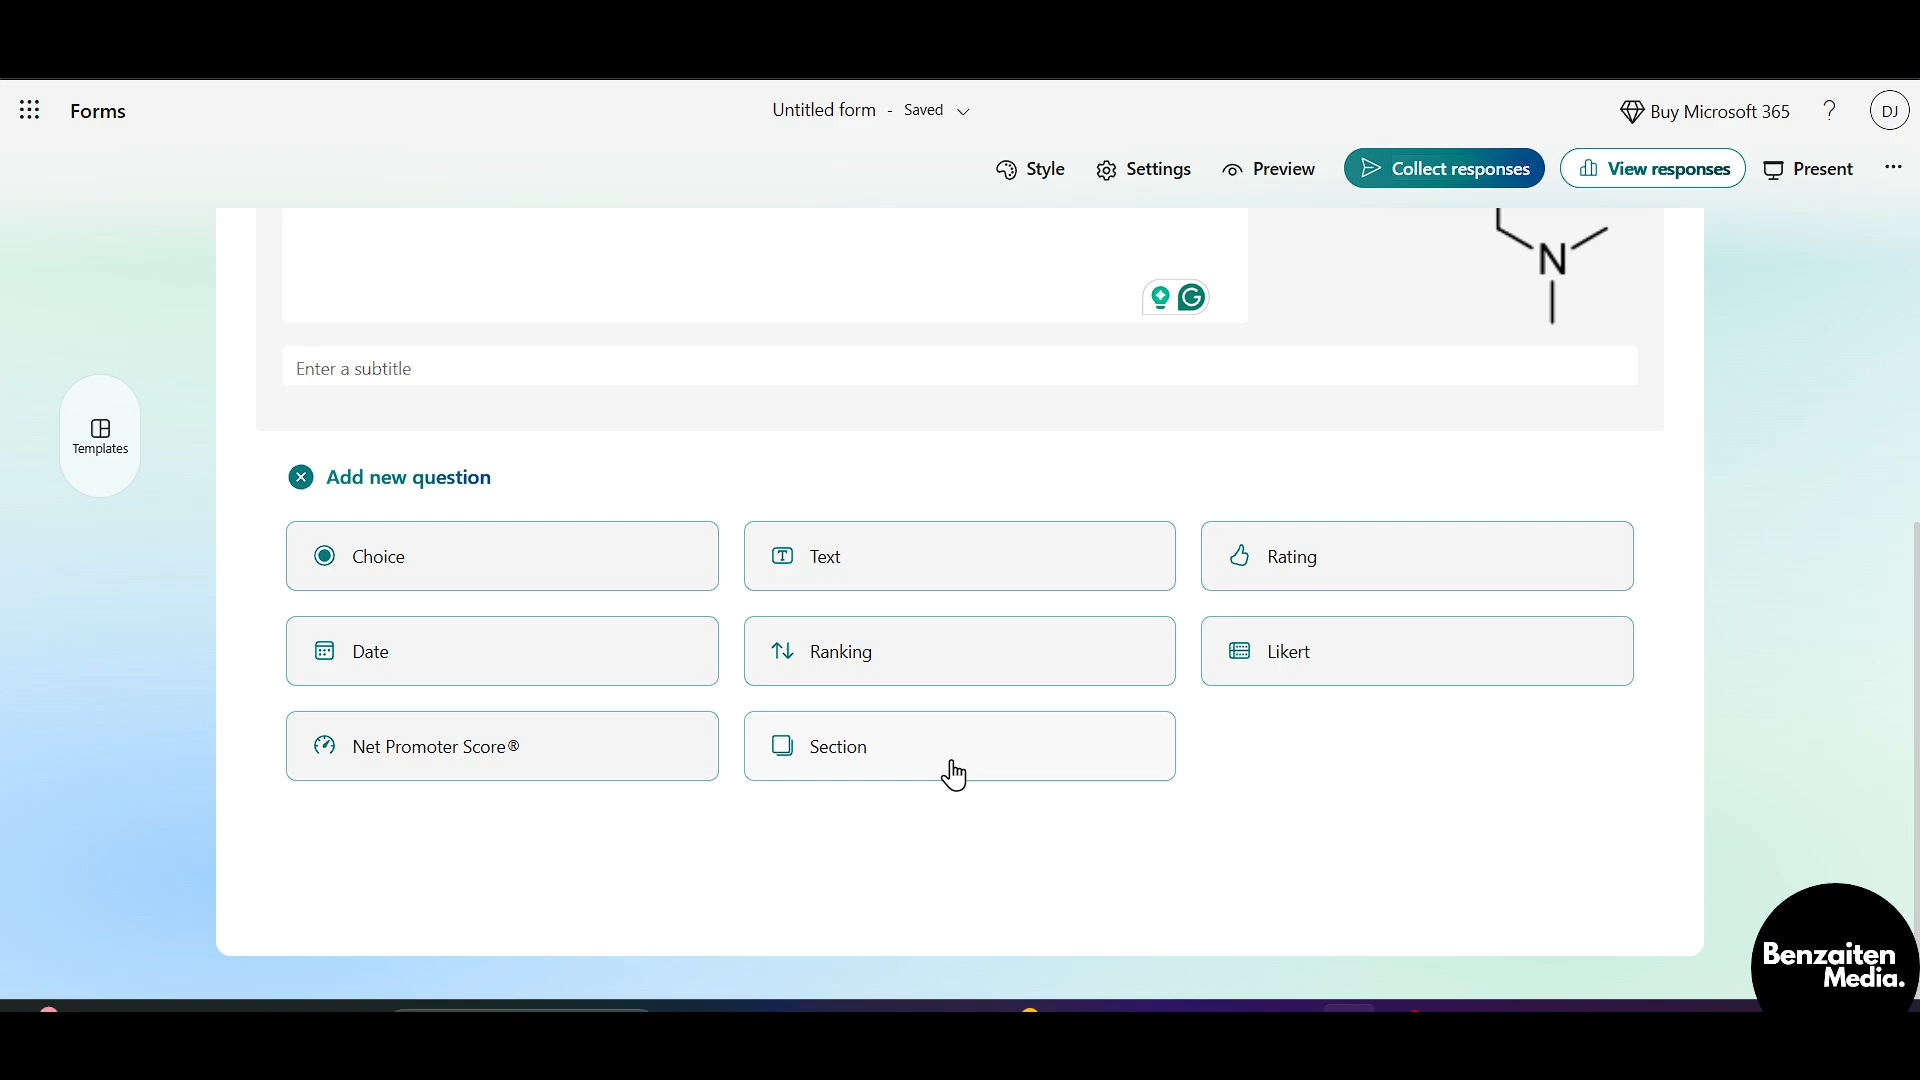 Forms
Untitled form - Saved
Buy Microsoft 365
?
DJ
Style
Settings
Preview
Collect responses
View responses
Present
N
G
Enter a subtitle
Templates
Add new question
Choice
Text
Rating
Date
Ranking
Likert
Net Promoter Score®
Section
Benzaiten
Media.